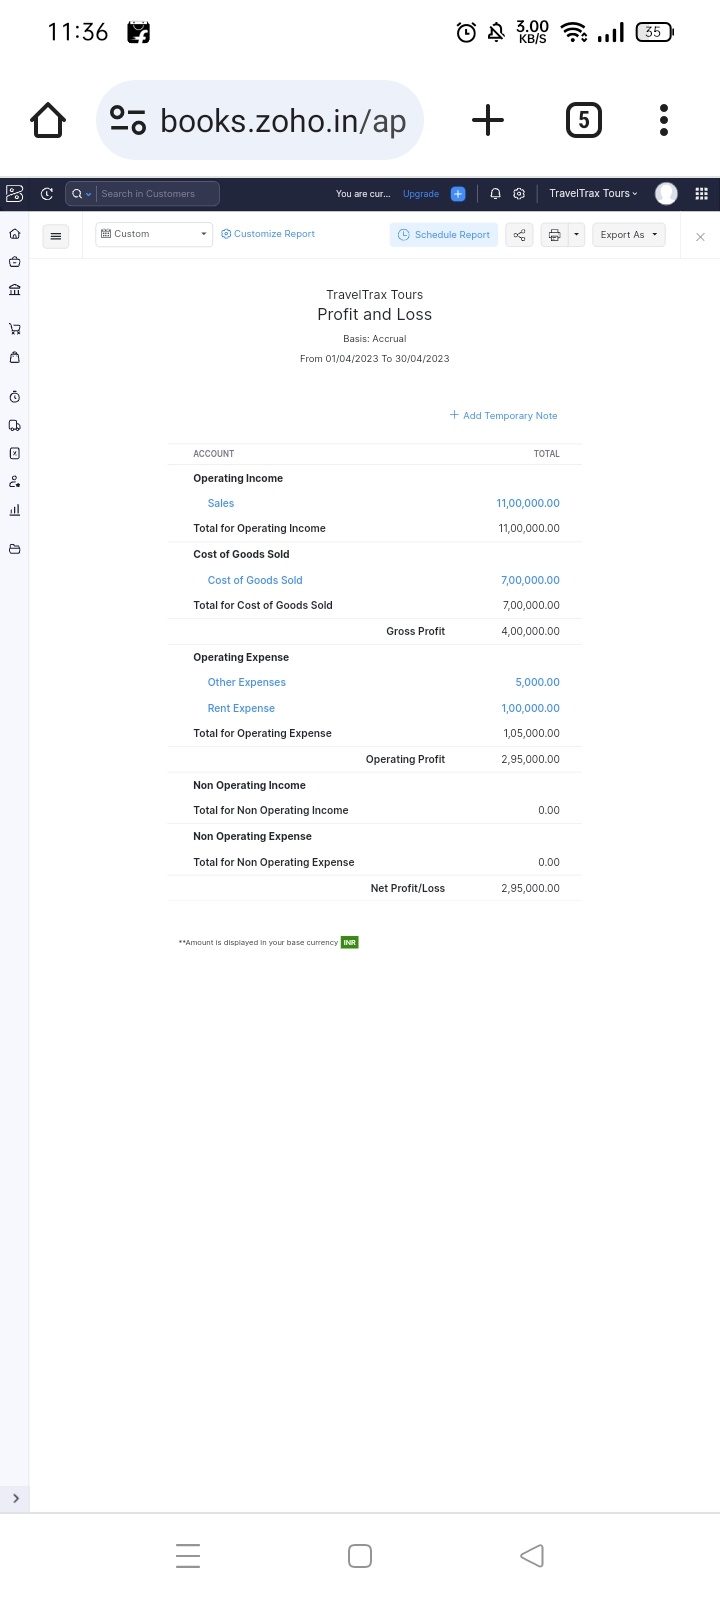 11:36
3.00
KB/S
35
books.zoho.in/ap
5
Search in Customers
You are cur...
Upgrade
TravelTrax Tours
Custom
Customize Report
Schedule Report
Export As
TravelTrax Tours
Profit and Loss
Basis: Accrual
From 01/04/2023 To 30/04/2023
Add Temporary Note
ACCOUNT TOTAL
Operating Income
Sales 11,00,000.00
Total for Operating Income 11,00,000.00
Cost of Goods Sold
Cost of Goods Sold 7,00,000.00
Total for Cost of Goods Sold 7,00,000.00
Gross Profit 4,00,000.00
Operating Expense
Other Expenses 5,000.00
Rent Expense 1,00,000.00
Total for Operating Expense 1,05,000.00
Operating Profit 2,95,000.00
Non Operating Income
Total for Non Operating Income 0.00
Non Operating Expense
Total for Non Operating Expense 0.00
Net Profit/Loss 2,95,000.00
**Amount is displayed in your base currency INR